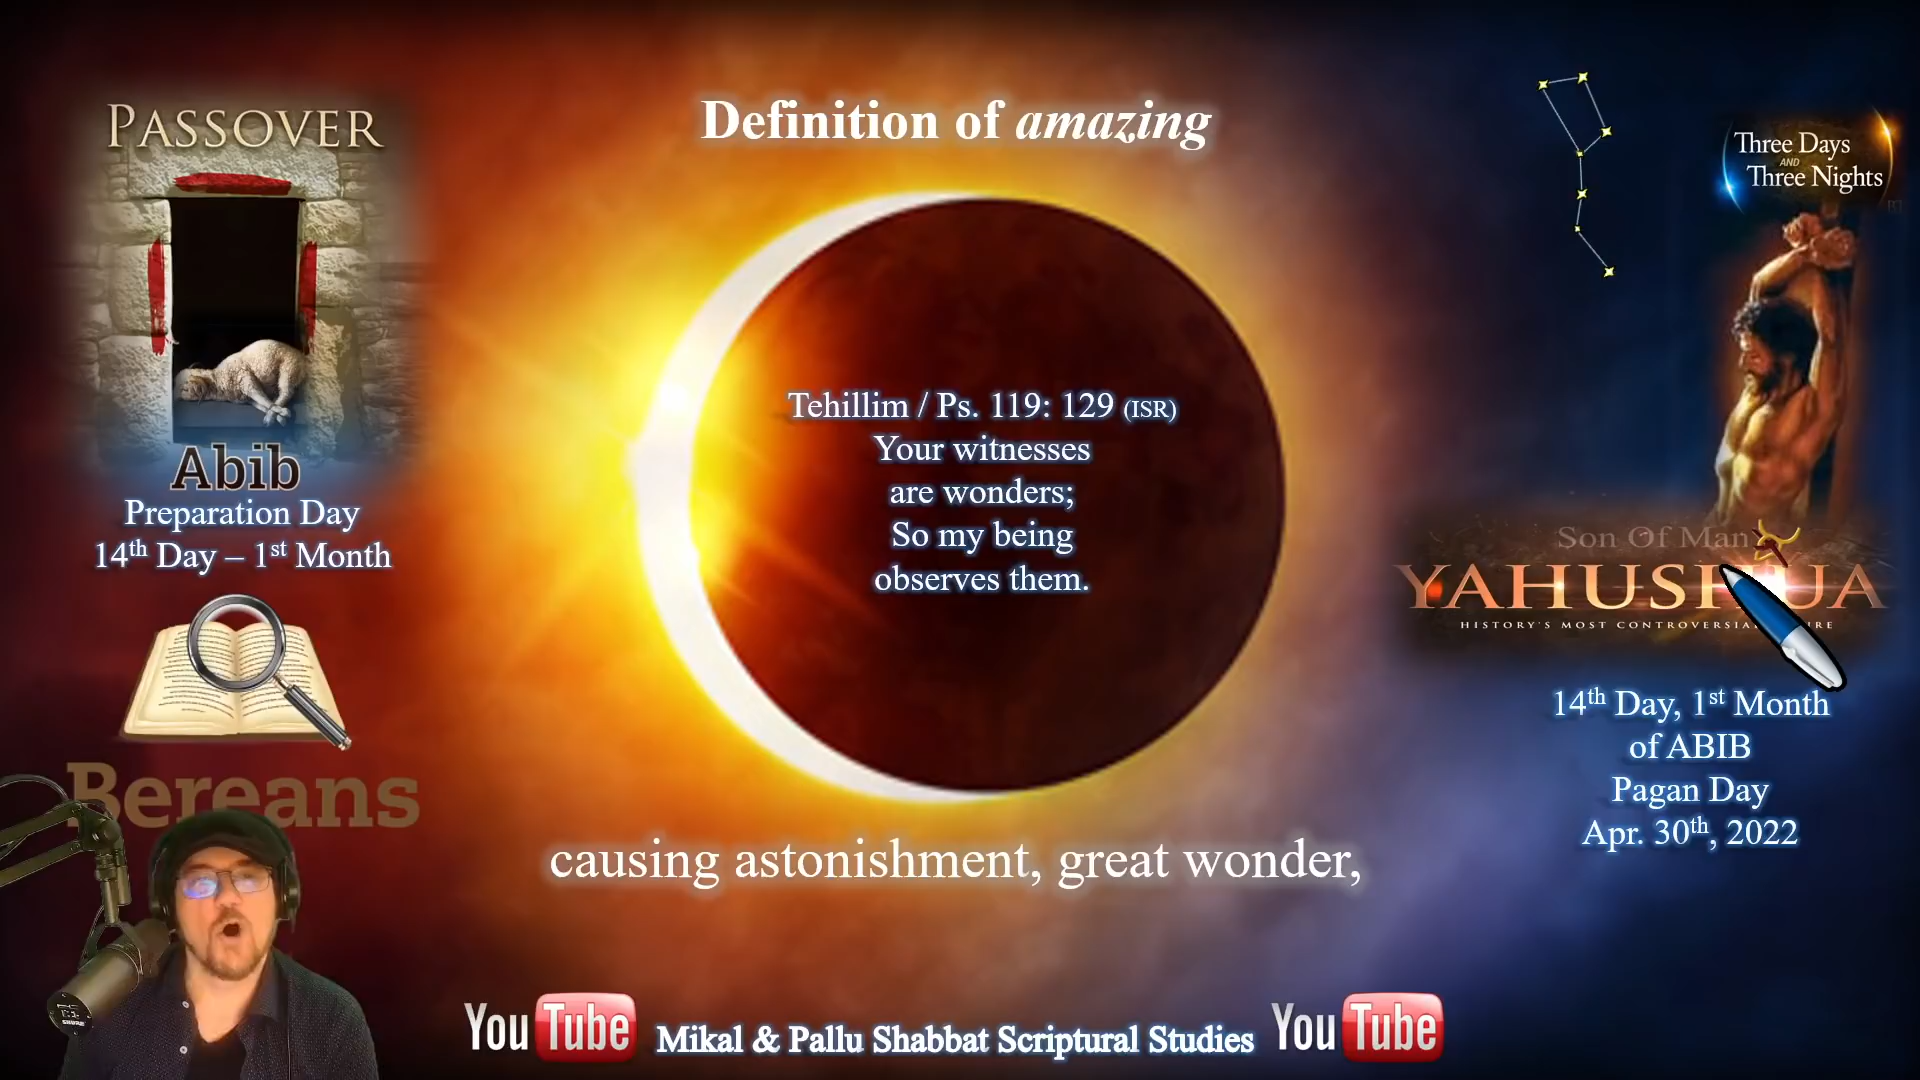 PASSOVER
Abib
Preparation Day
14th Day – 1st Month
Bereans
Definition of amazing
Tehillim / Ps. 119: 129 (ISR)
Your witnesses
are wonders;
So my being
observes them.
causing astonishment, great wonder,
Three Days
AND
Three Nights
Son Of Man
YAHUSHUA
HISTORY'S MOST
14th Day, 1st Month
of ABIB
Pagan Day
Apr. 30th, 2022
SHURE
YouTube
Mikal & Pallu Shabbat Scriptural Studies
YouTube